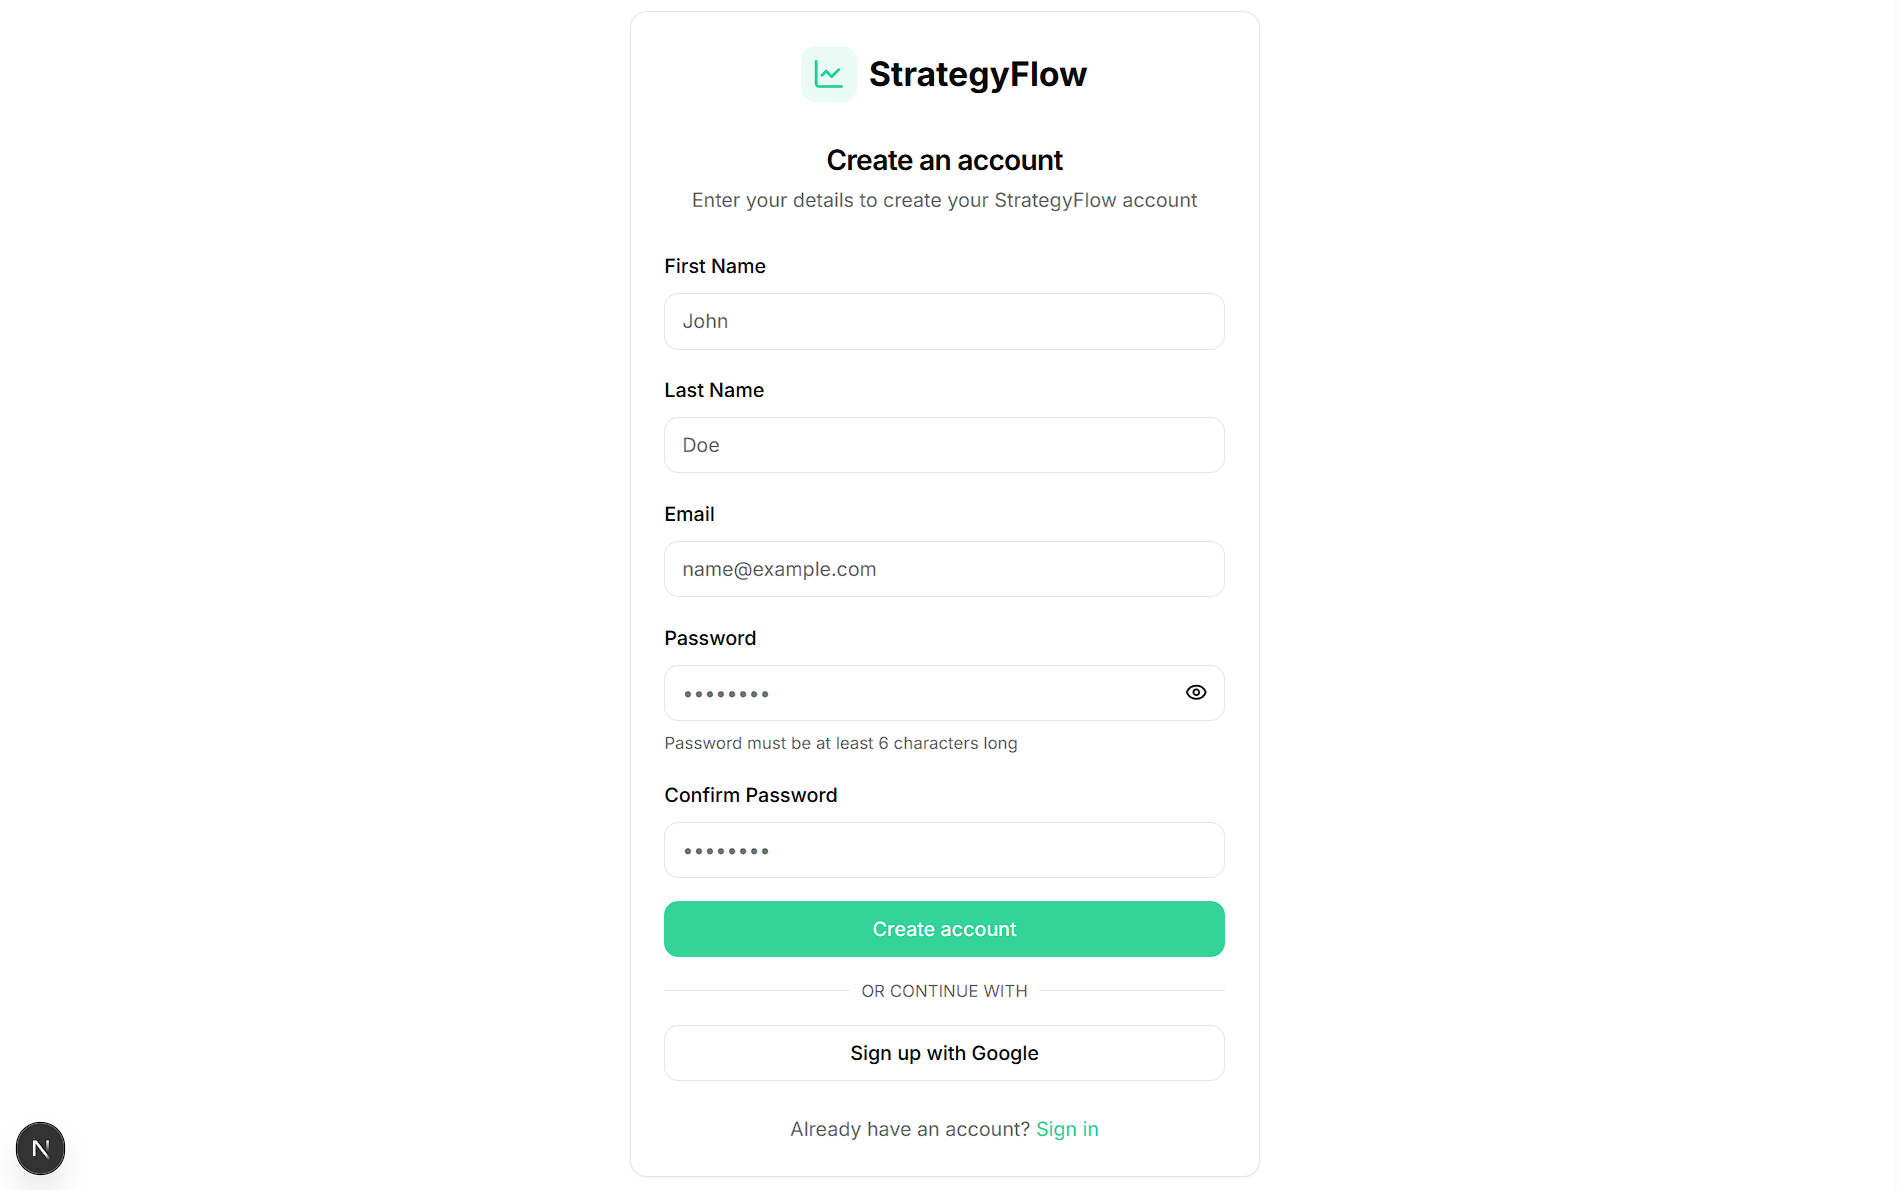 StrategyFlow
Create an account
Enter your details to create your StrategyFlow account
First Name
John
Last Name
Doe
Email
name@example.com
Password
••••••••
Password must be at least 6 characters long
Confirm Password
••••••••
Create account
OR CONTINUE WITH
Sign up with Google
Already have an account? Sign in
N